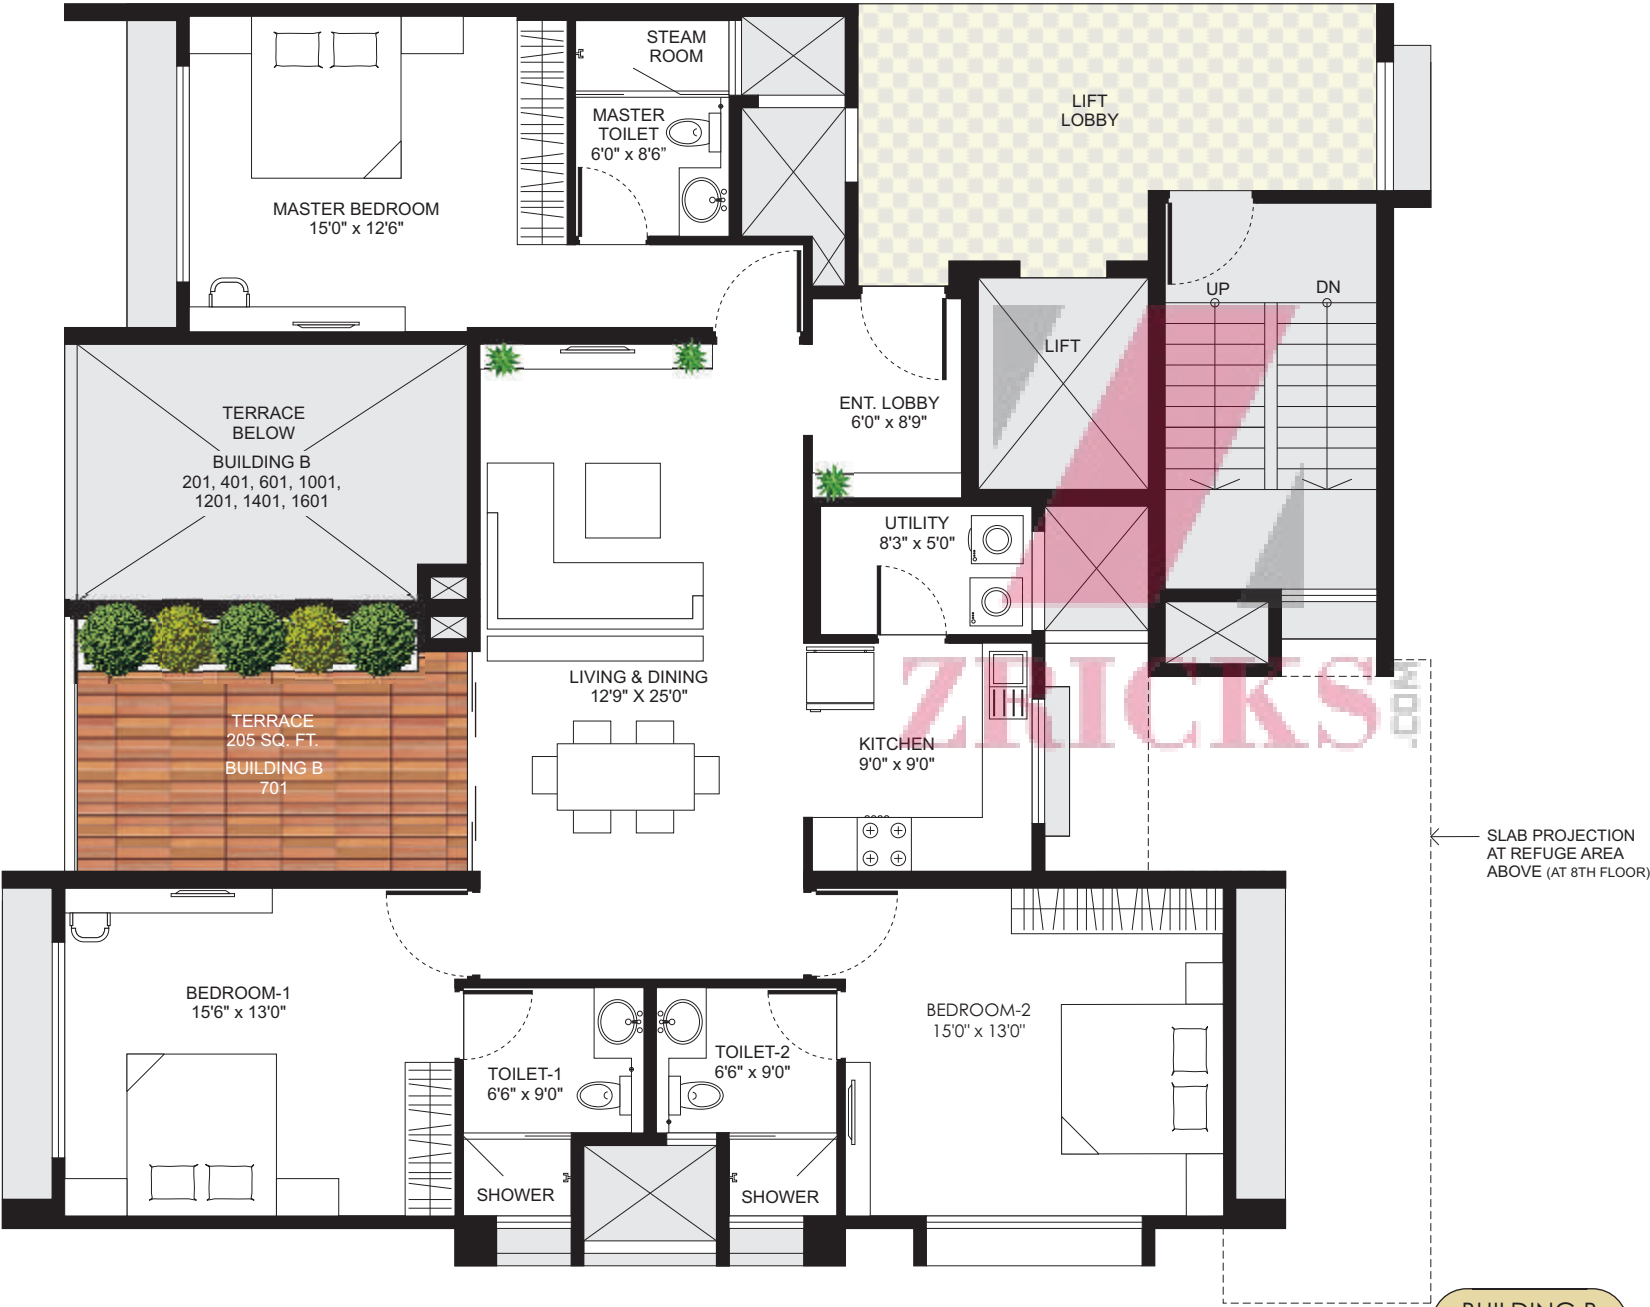 STEAM
ROOM
MASTER
TOILET
6'0" x 8'6”
LIFT
LOBBY
MASTER BEDROOM
15'0" x 12'6"
UP
DN
LIFT
ENT. LOBBY
6'0" x 8'9"
TERRACE
BELOW
BUILDING B
201, 401, 601, 1001,
1201, 1401, 1601
UTILITY
8'3" x 5'0"
LIVING & DINING
12'9" X 25'0"
ZRICKS
.COM
TERRACE
205 SQ. FT.
BUILDING B
701
KITCHEN
9'0" x 9'0"
SLAB PROJECTION
AT REFUGE AREA
ABOVE (AT 8TH FLOOR)
BEDROOM-1
15'6" x 13'0"
BEDROOM-2
15'0" x 13'0"
TOILET-1
6'6" x 9'0"
TOILET-2
6'6" x 9'0"
SHOWER
SHOWER
BUILDING B